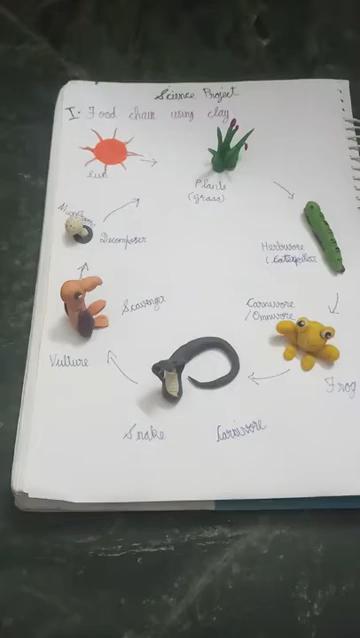 Science Project
I. Food chain using clay
Sun
Plants
(Grass)
Herbivore
(Caterpillar
Carnivore
/Omnivore
Frog
Carnivore
Snake
Scavenger
Vulture
Decomposer
Mushroom